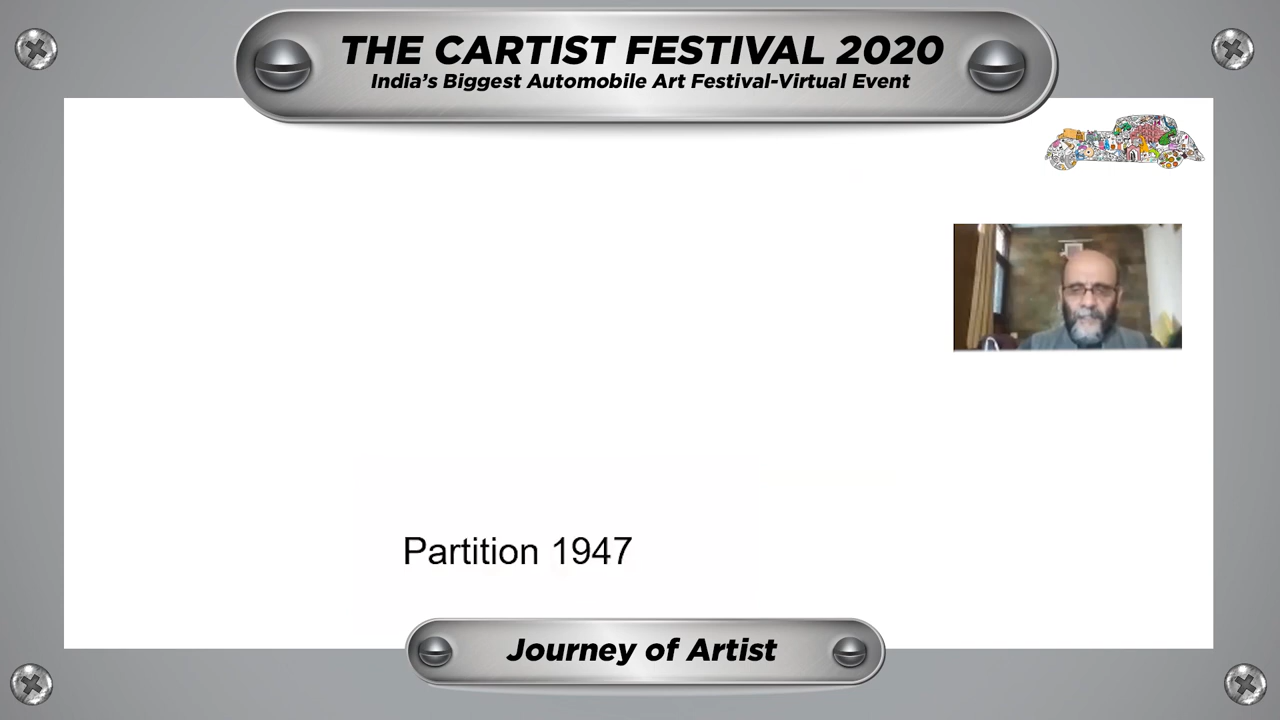 THE CARTIST FESTIVAL 2020
India's Biggest Automobile Art Festival-Virtual Event
Partition 1947
Journey of Artist